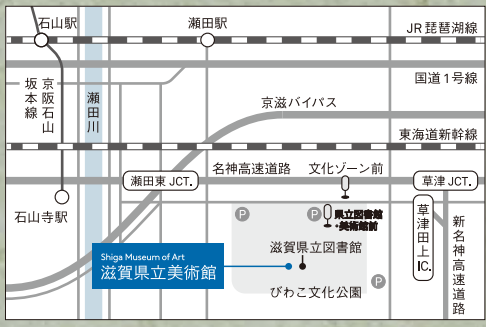 石山駅
瀬田駅
JR 琵琶湖線
国道1号線
京阪石山
坂本線
瀬田川
京滋バイパス
東海道新幹線
瀬田東 JCT.
名神高速道路
文化ゾーン前
草津 JCT.
石山寺駅
P
P
県立図書館
・美術館前
草津田上 IC.
新名神高速道路
Shiga Museum of Art
滋賀県立美術館
滋賀県立図書館
P
びわこ文化公園